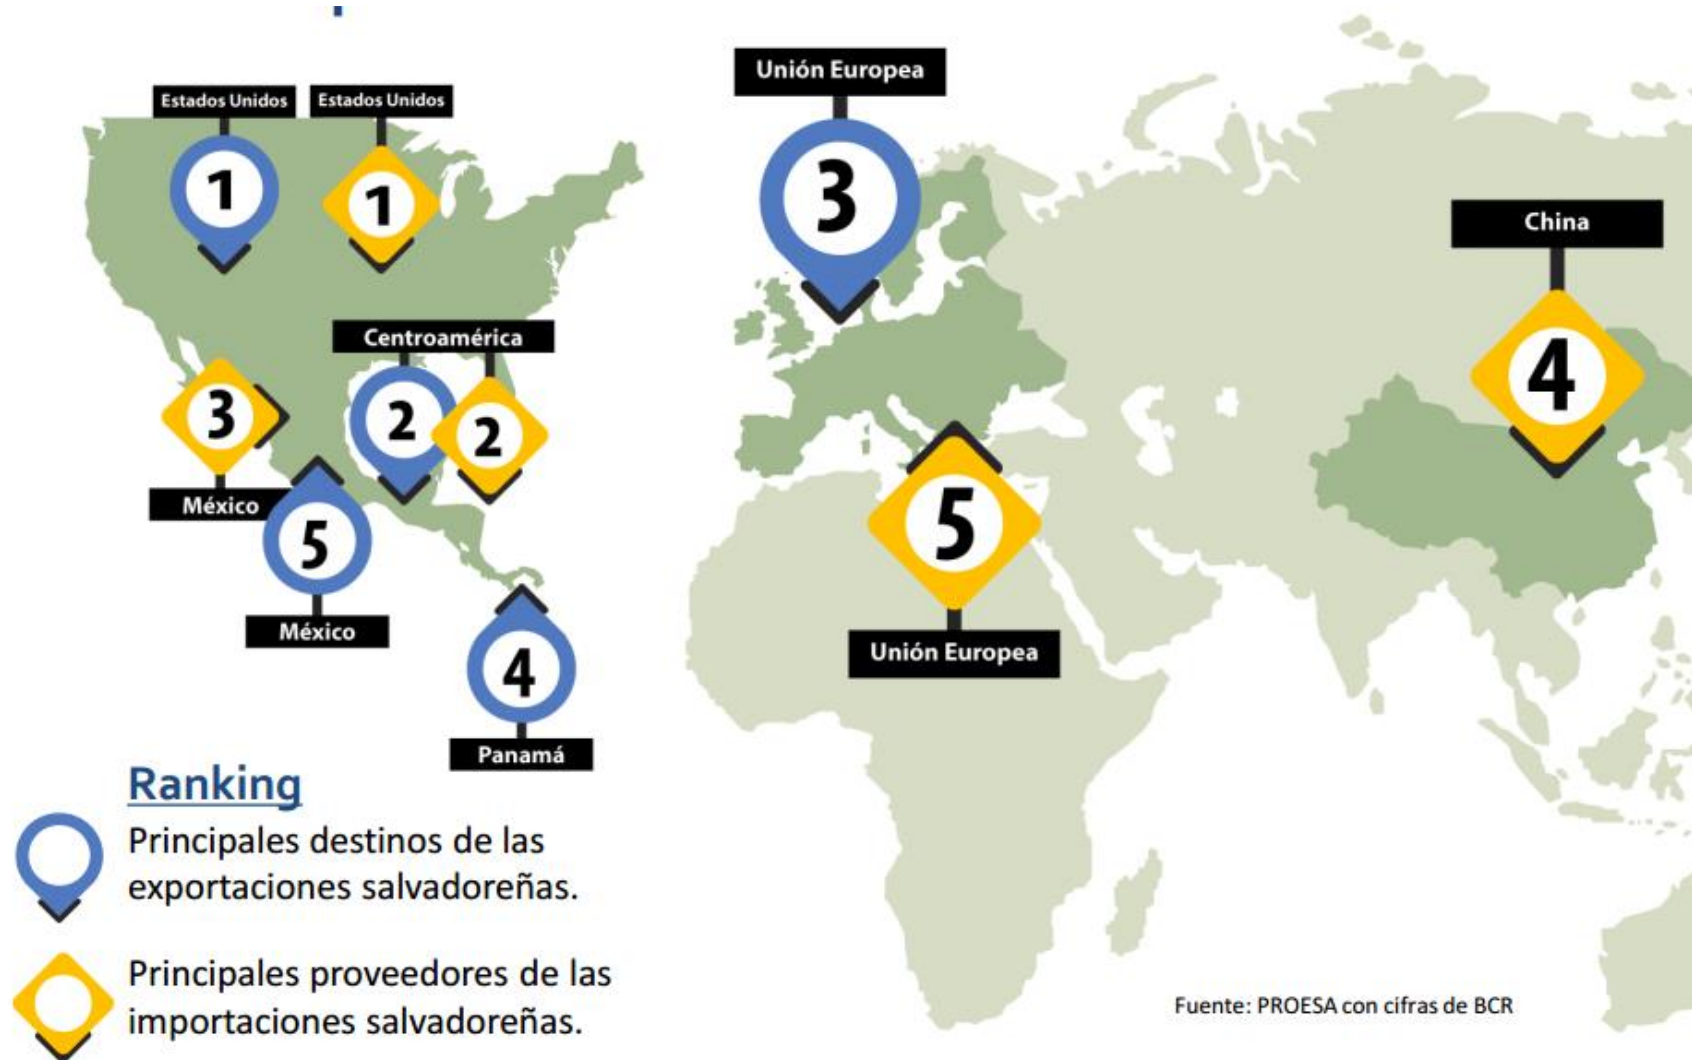 Estados Unidos
Estados Unidos
1
1
Centroamérica
3
2
2
México
5
México
4
Panamá
Unión Europea
3
China
4
5
Unión Europea
Ranking
Principales destinos de las
exportaciones salvadoreñas.
Principales proveedores de las
importaciones salvadoreñas.
Fuente: PROESA con cifras de BCR